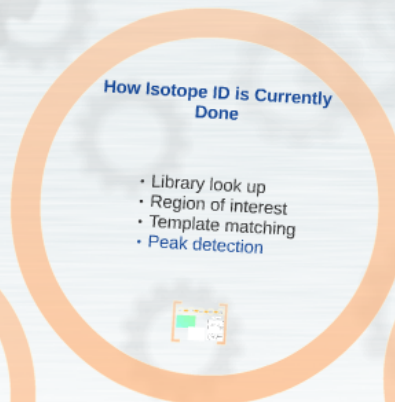 How Isotope ID is Currently
Done
• Library look up
• Region of interest
• Template matching
• Peak detection